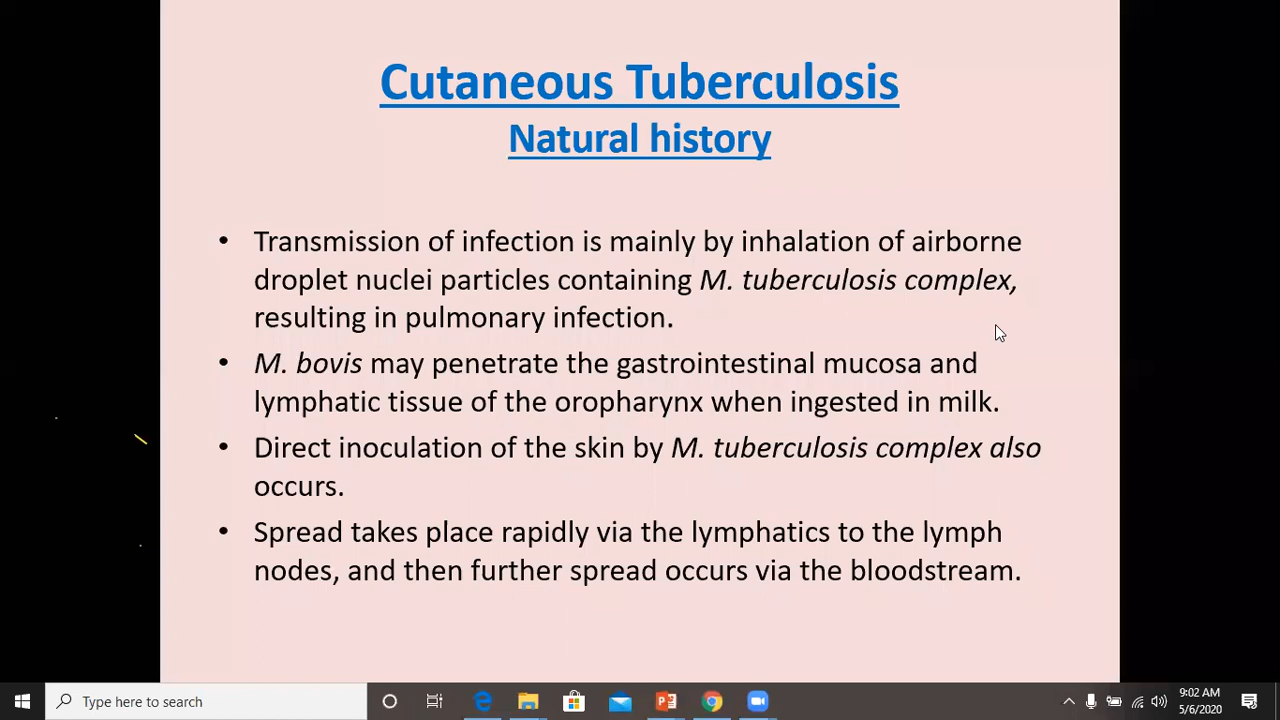 Cutaneous Tuberculosis
Natural history
• Transmission of infection is mainly by inhalation of airborne
droplet nuclei particles containing M. tuberculosis complex,
resulting in pulmonary infection.
• M. bovis may penetrate the gastrointestinal mucosa and
lymphatic tissue of the oropharynx when ingested in milk.
• Direct inoculation of the skin by M. tuberculosis complex also
occurs.
• Spread takes place rapidly via the lymphatics to the lymph
nodes, and then further spread occurs via the bloodstream.
Type here to search
9:02 AM
5/6/2020